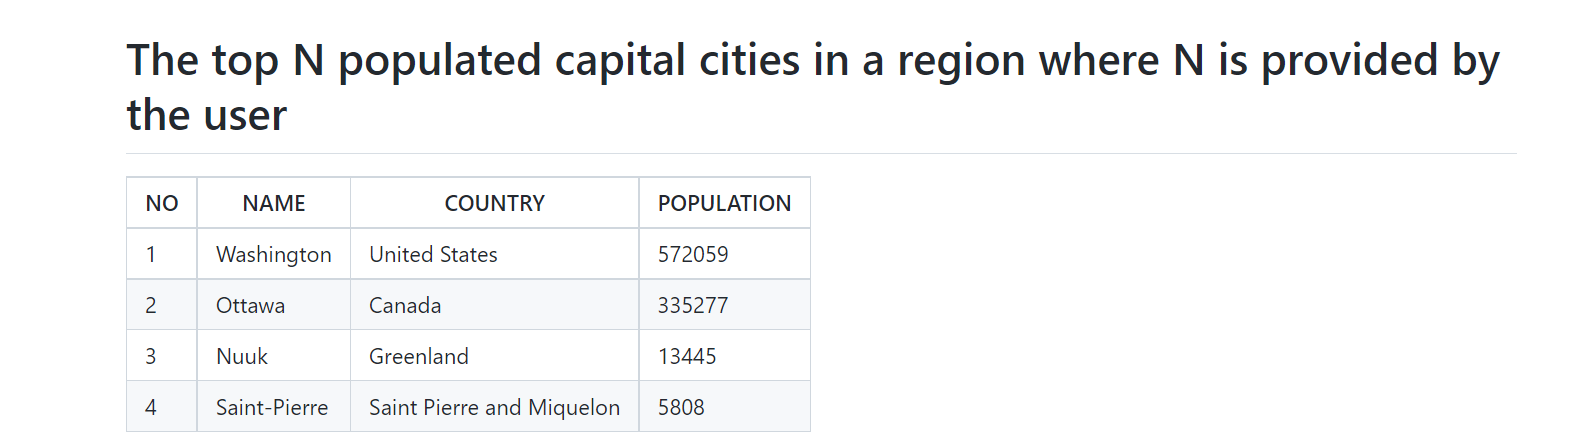 The top N populated capital cities in a region where N is provided by
the user
NO NAME COUNTRY POPULATION
1 Washington United States 572059
2 Ottawa Canada 335277
3 Nuuk Greenland 13445
4 Saint-Pierre Saint Pierre and Miquelon 5808